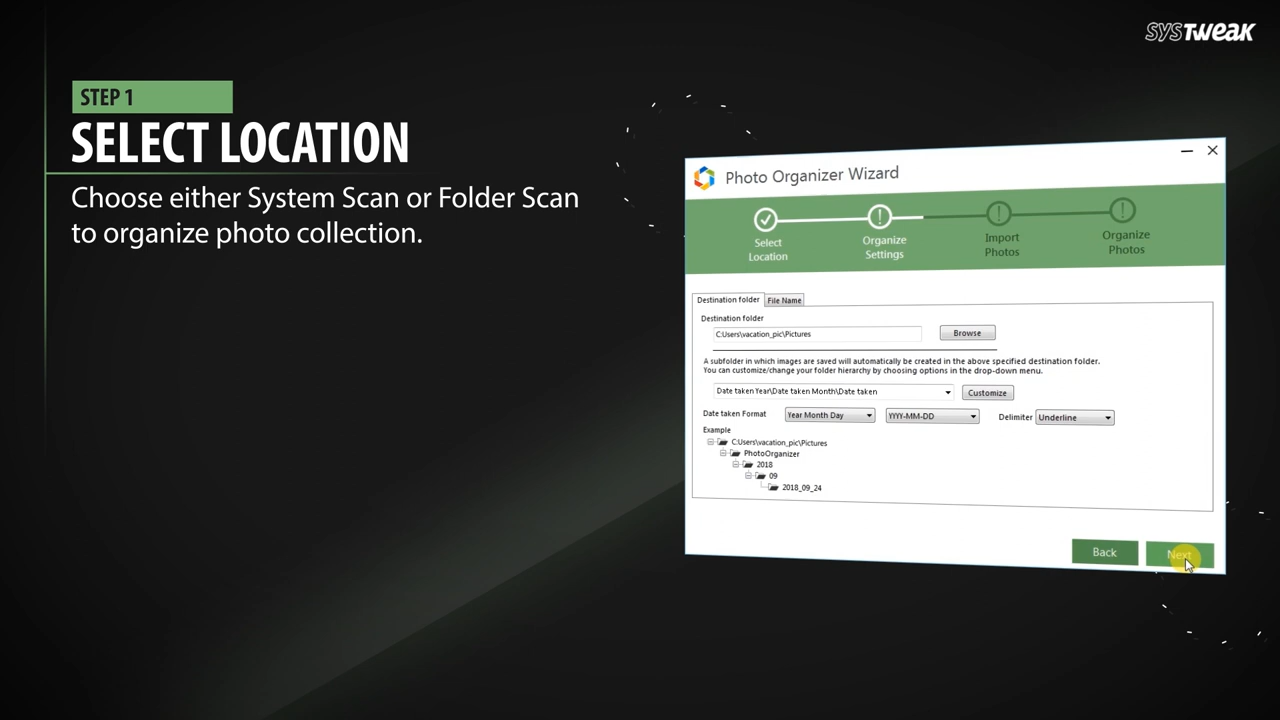 SYSTWEAK
STEP 1
SELECT LOCATION
Choose either System Scan or Folder Scan
to organize photo collection.
Photo Organizer Wizard
Select
Location
Organize
Settings
Import
Photos
Organize
Photos
Destination folder
File Name
Destination folder
C:Users\vacation_pic\Pictures
Browse
A subfolder in which images are saved will automatically be created in the above specified destination folder.
You can customize/change your folder hierarchy by choosing options in the drop-down menu.
Date taken Year\Date taken Month\Date taken
Customize
Date taken Format
Year Month Day
YYYY-MM-DD
Delimiter
Underline
Example
C:Users\vacation_pic\Pictures
PhotoOrganizer
2018
09
2018_09_24
Back
Next